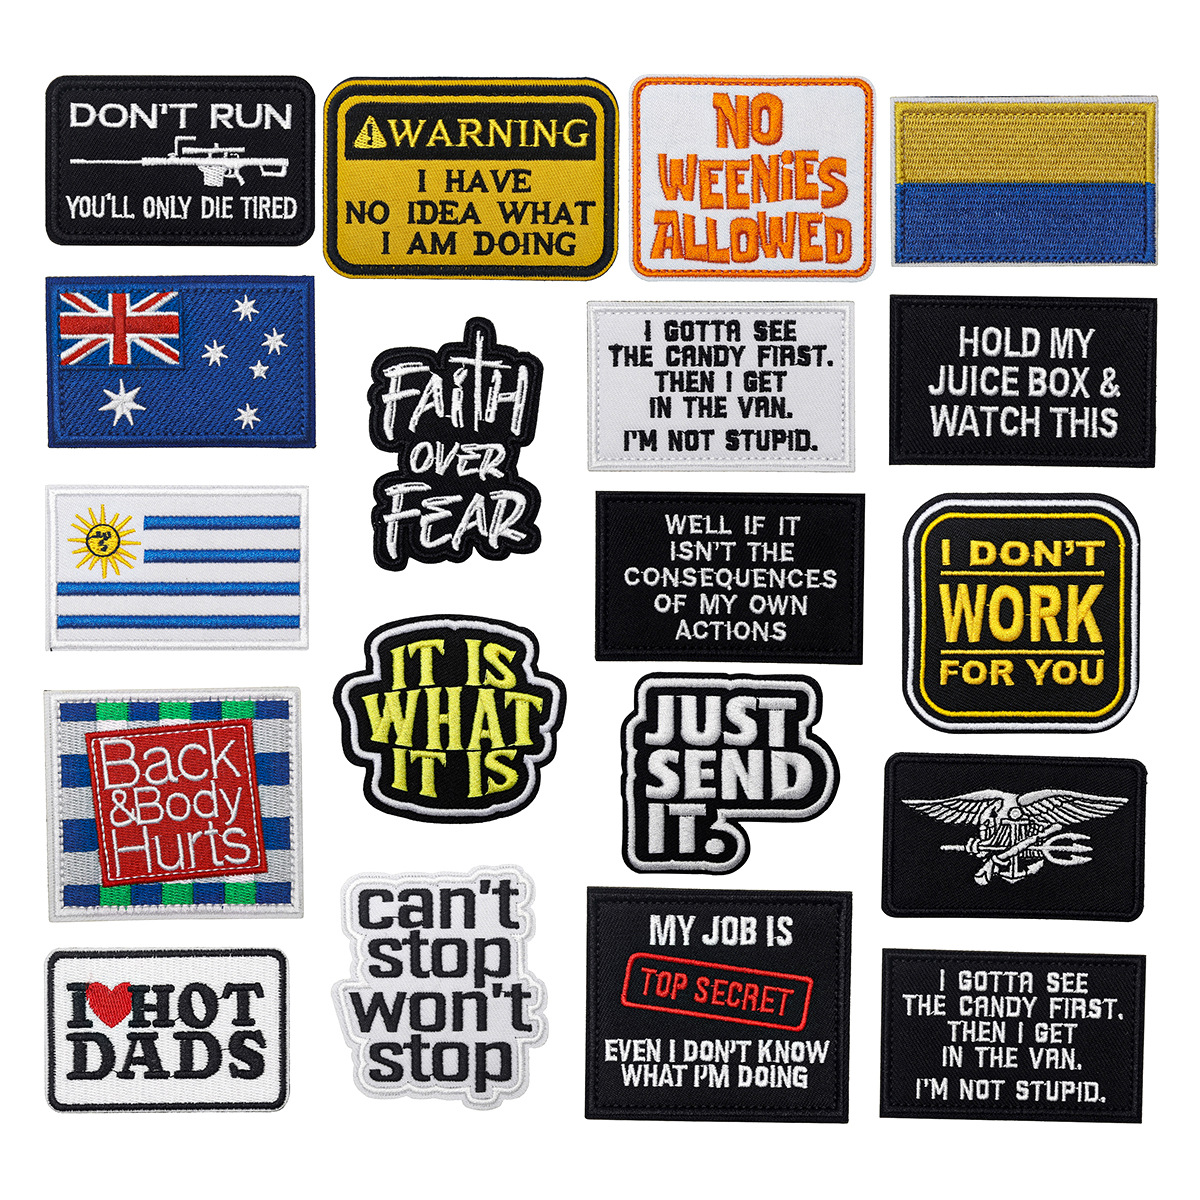 DON'T RUN
YOU'LL ONLY DIE TIRED
WARNING
I HAVE
NO IDEA WHAT
I AM DOING
NO
WEENiES
ALLOWED
FAITH
OVER
FEAR
I GOTTA SEE
THE CANDY FIRST.
THEN I GET
IN THE VAN.
I'M NOT STUPID.
HOLD MY
JUICE BOX &
WATCH THIS
WELL IF IT
ISN'T THE
CONSEQUENCES
OF MY OWN
ACTIONS
I DON'T
WORK
FOR YOU
IT IS
WHAT
IT IS
JUST
SEND
IT.
Back
&Body
Hurts
can't
stop
won't
stop
MY JOB IS
TOP SECRET
EVEN I DON'T KNOW
WHAT I'M DOING
I HOT
DADS
I GOTTA SEE
THE CANDY FIRST.
THEN I GET
IN THE VAN.
I'M NOT STUPID.